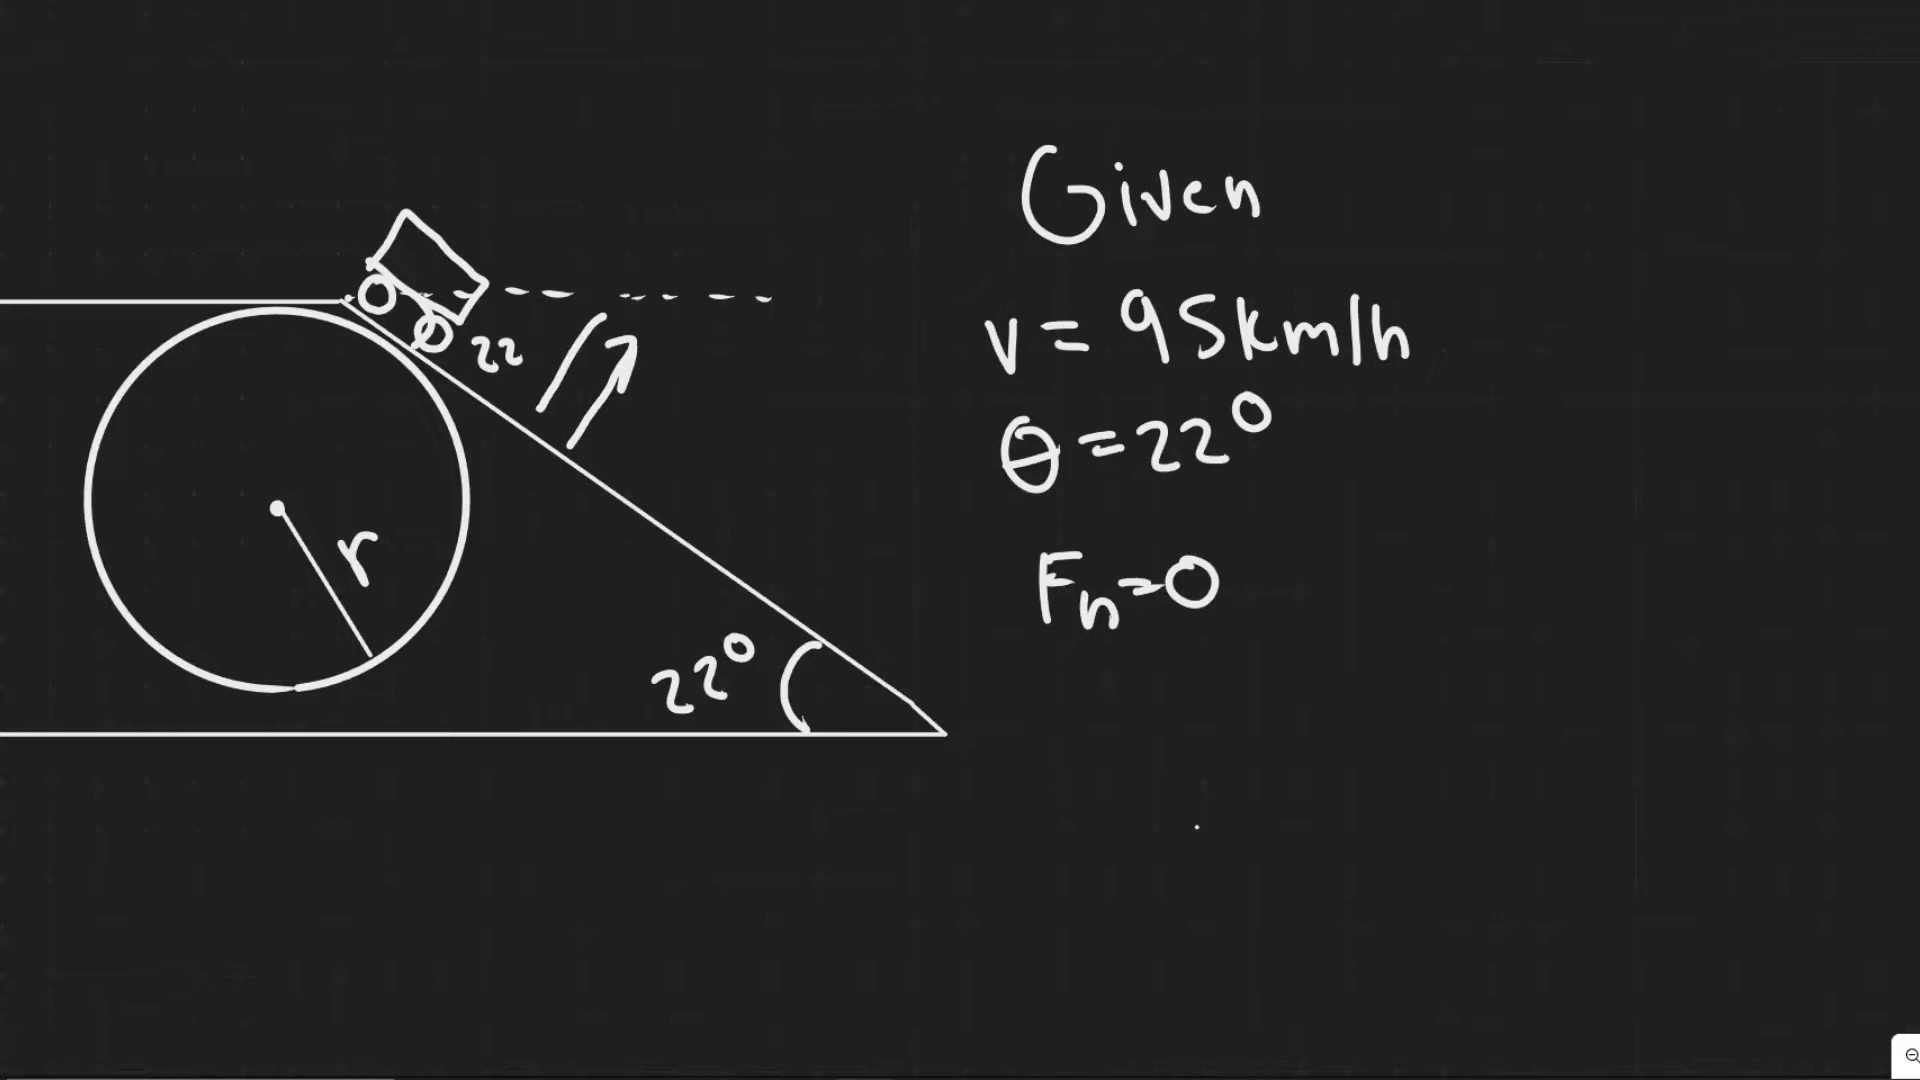 Given
v = 95km/h
22
θ = 22°
r
Fn=0
22°